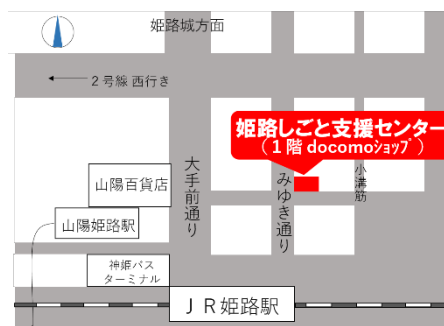 姫路城方面
2号線 西行き
姫路しごと支援センター
(1階 docomoショップ)
大手前通り
みゆき通り
小溝筋
山陽百貨店
山陽姫路駅
神姫バス
ターミナル
JR姫路駅